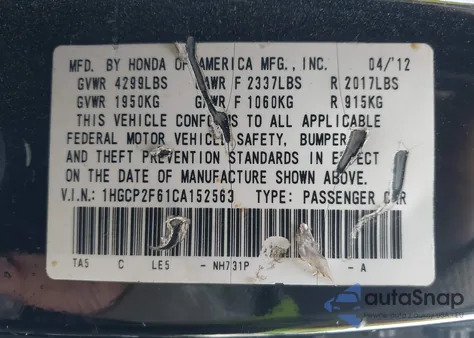 MFD. BY HONDA OF AMERICA MFG., INC. 04/'12
GVWR 4299LBS GAWR F 2337LBS R 2017LBS
GVWR 1950KG GAWR F 1060KG R 915KG
THIS VEHICLE CONFORMS TO ALL APPLICABLE
FEDERAL MOTOR VEHICLE SAFETY, BUMPER,
AND THEFT PREVENTION STANDARDS IN EFFECT
ON THE DATE OF MANUFACTURE SHOWN ABOVE.
V.I.N.: 1HGCP2F61CA152563 TYPE: PASSENGER CAR
TA5 C LE5 - NH731P - A
autaSnap